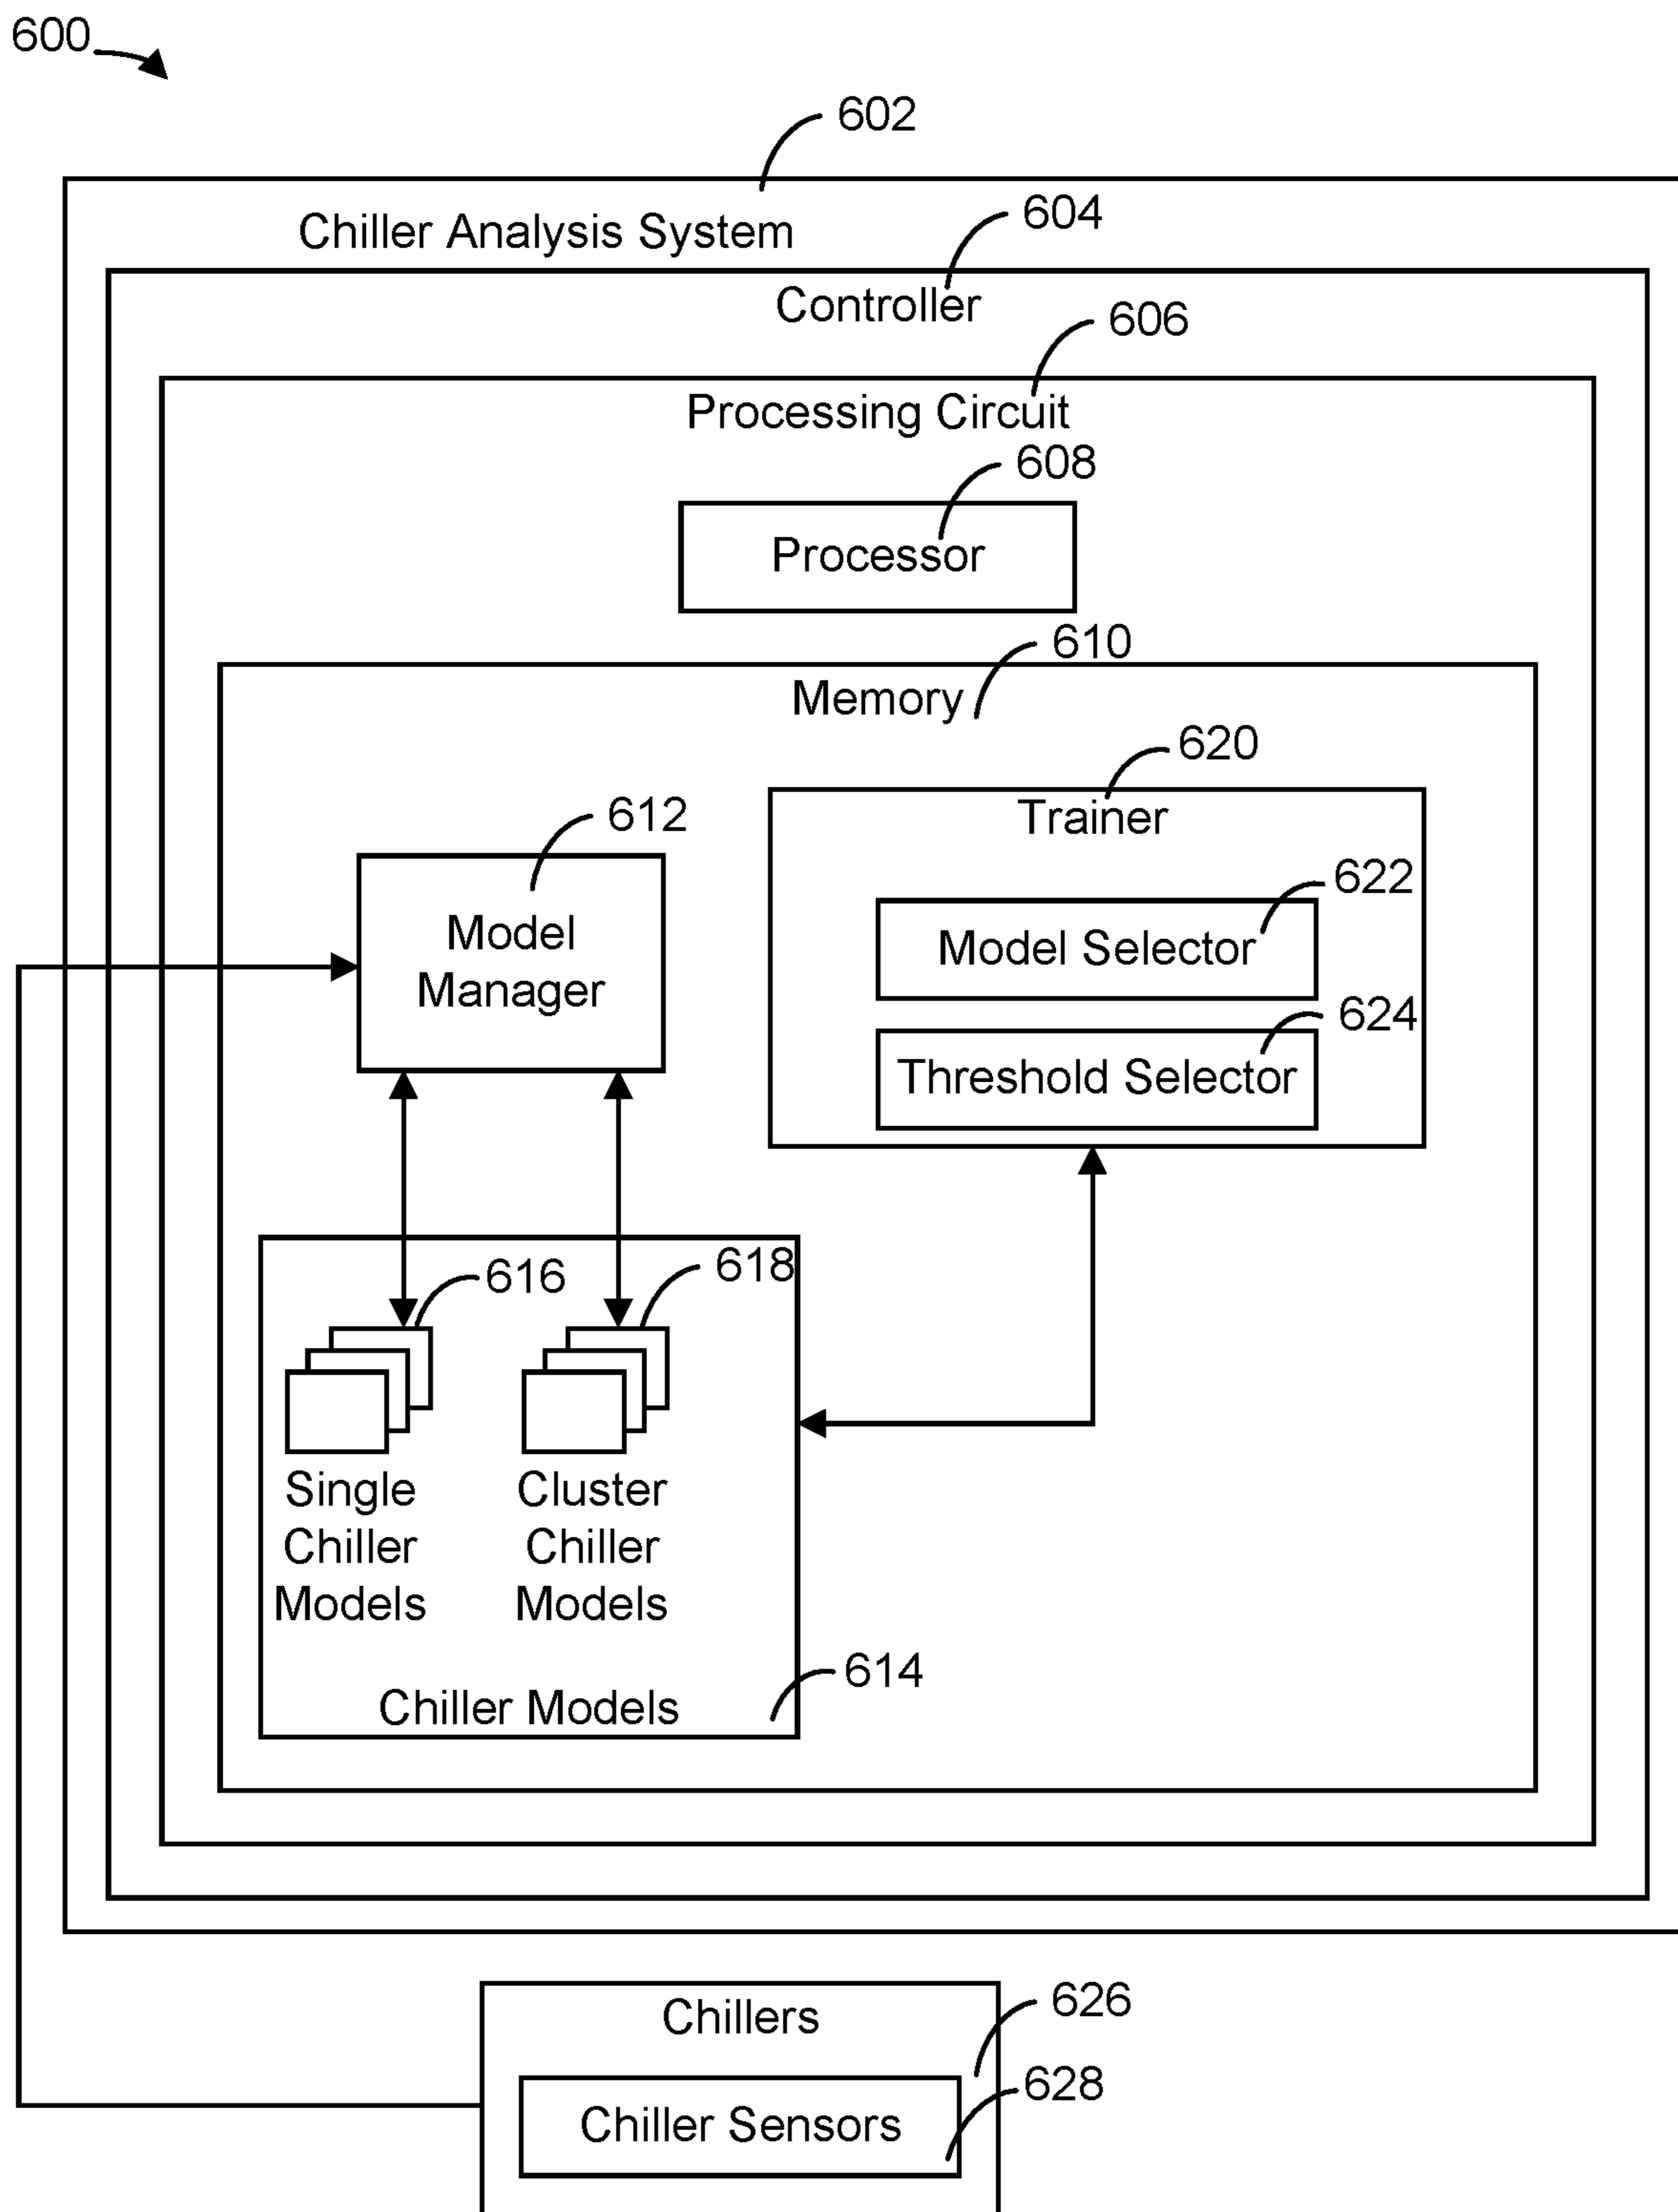 600
602
Chiller Analysis System
604
Controller
606
Processing Circuit
608
Processor
610
Memory
620
Trainer
612
Model
Manager
622
Model Selector
624
Threshold Selector
616
618
Single
Chiller
Models
Cluster
Chiller
Models
614
Chiller Models
626
Chillers
628
Chiller Sensors